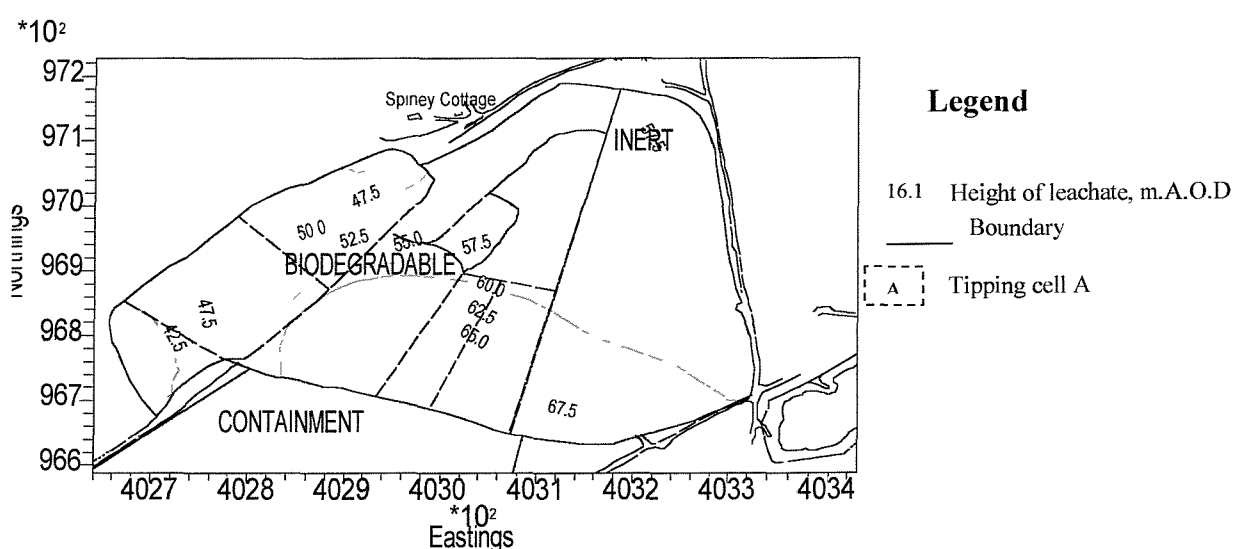 *10²
972
971
970
969
968
967
966
Northings
Spiney Cottage
INERT
47.5
50.0
52.5
55.0
57.5
BIODEGRADABLE
60.0
62.5
65.0
47.5
42.5
67.5
CONTAINMENT
4027 4028 4029 4030 4031 4032 4033 4034
*10²
Eastings
Legend
16.1 Height of leachate, m.A.O.D
Boundary
A Tipping cell A